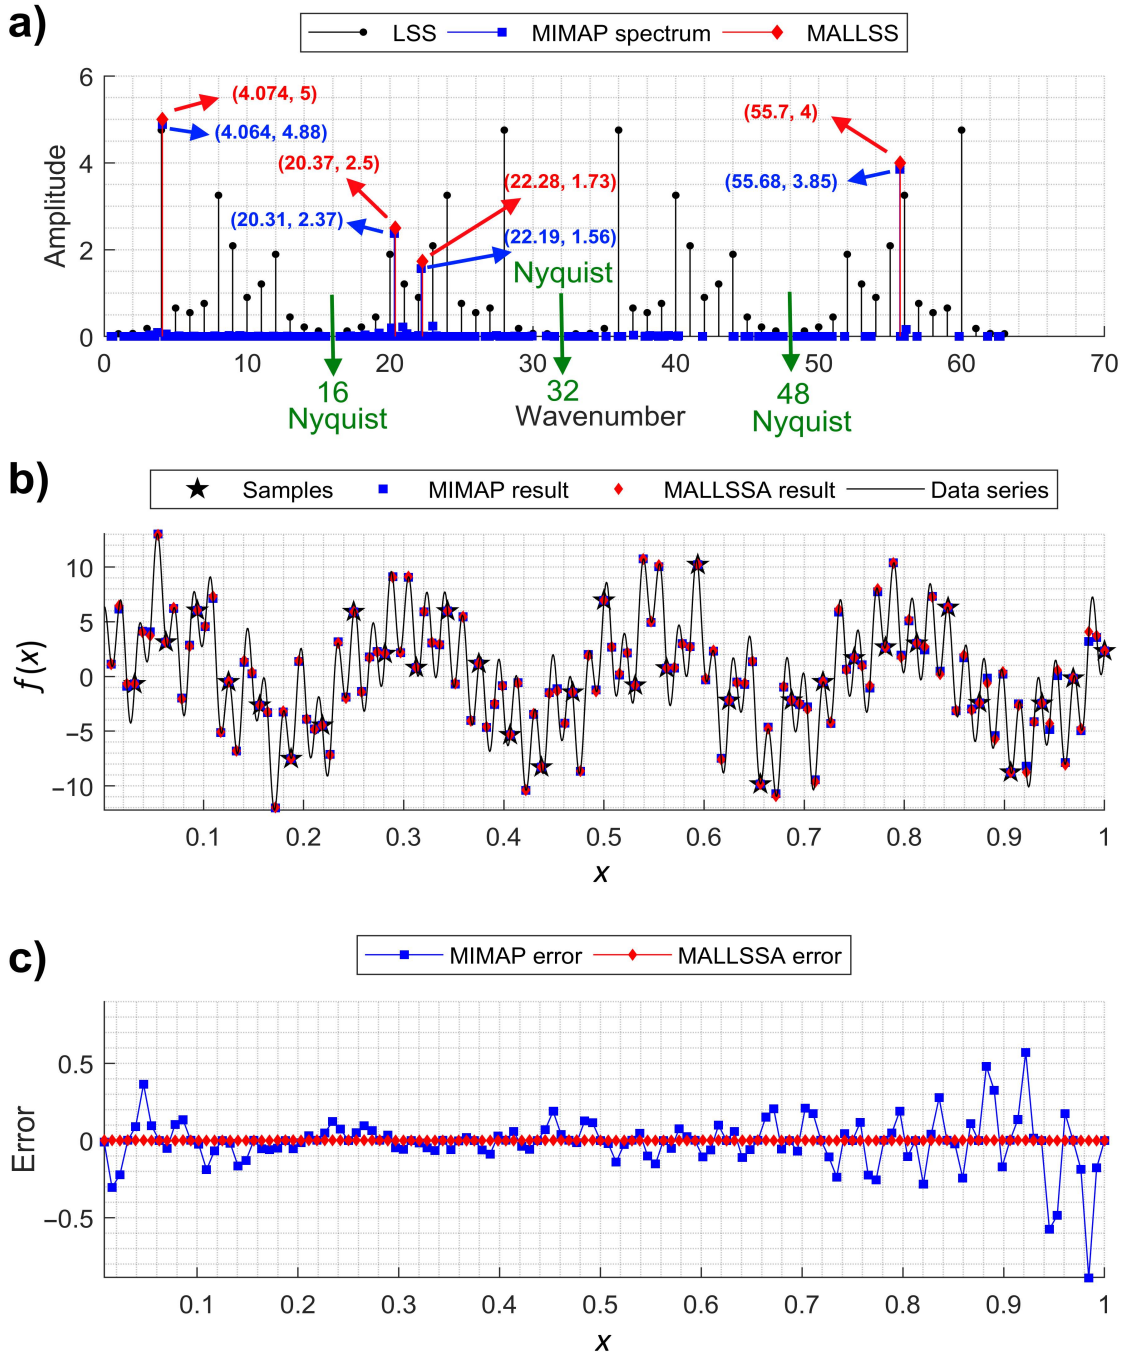 a)
LSS MIMAP spectrum MALLSS
6
4
2
0
Amplitude
(4.074, 5)
(4.064, 4.88)
(20.37, 2.5)
(20.31, 2.37)
(22.28, 1.73)
(22.19, 1.56)
(55.7, 4)
(55.68, 3.85)
Nyquist
0 10 20 30 40 50 60 70
16
Nyquist
32
48
Nyquist
Wavenumber
b)
Samples MIMAP result MALLSSA result Data series
10
5
0
−5
−10
f(x)
0.1 0.2 0.3 0.4 0.5 0.6 0.7 0.8 0.9 1
x
c)
MIMAP error MALLSSA error
0.5
0
−0.5
Error
0.1 0.2 0.3 0.4 0.5 0.6 0.7 0.8 0.9 1
x